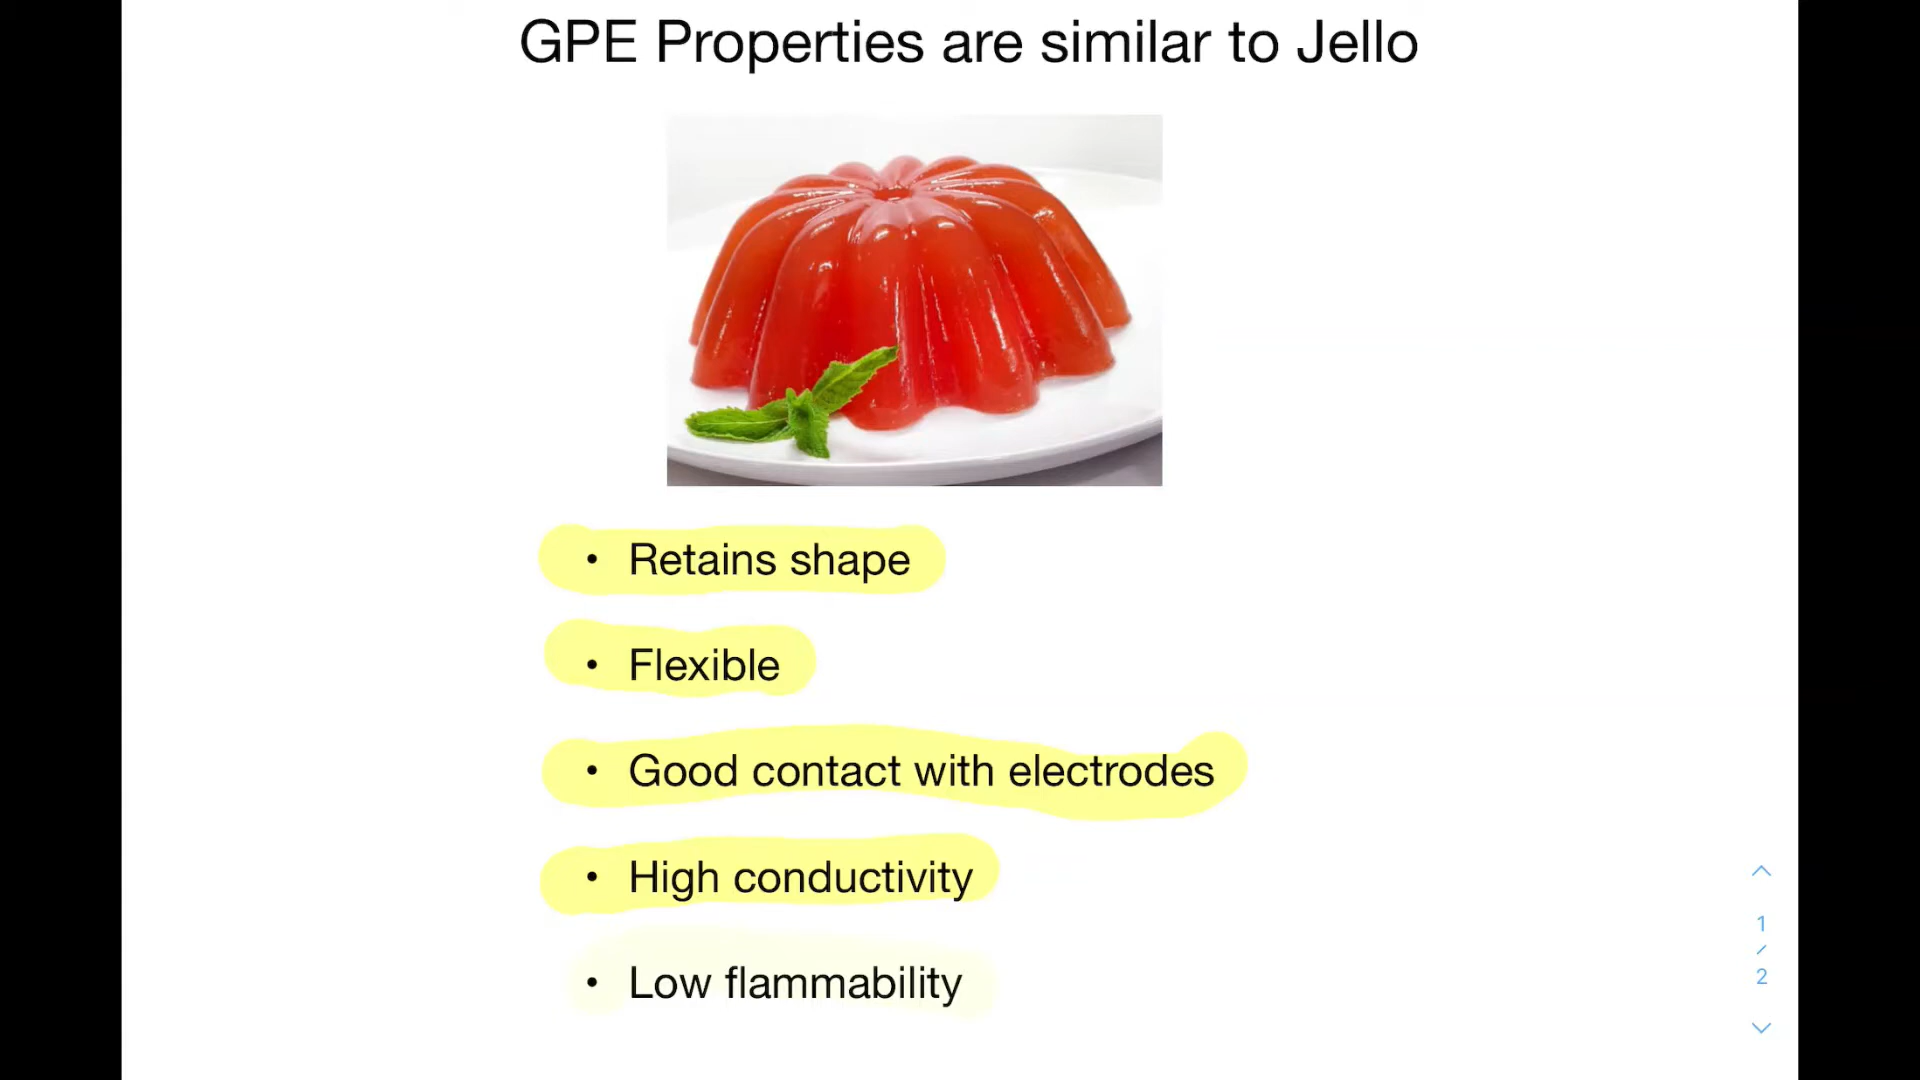 GPE Properties are similar to Jello
• Retains shape
• Flexible
• Good contact with electrodes
• High conductivity
• Low flammability
1
/
2